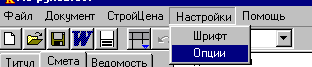 Файл Документ СтройЦена Настройки Помощь
Шрифт
W
Опции
Титул Смета Ведомость